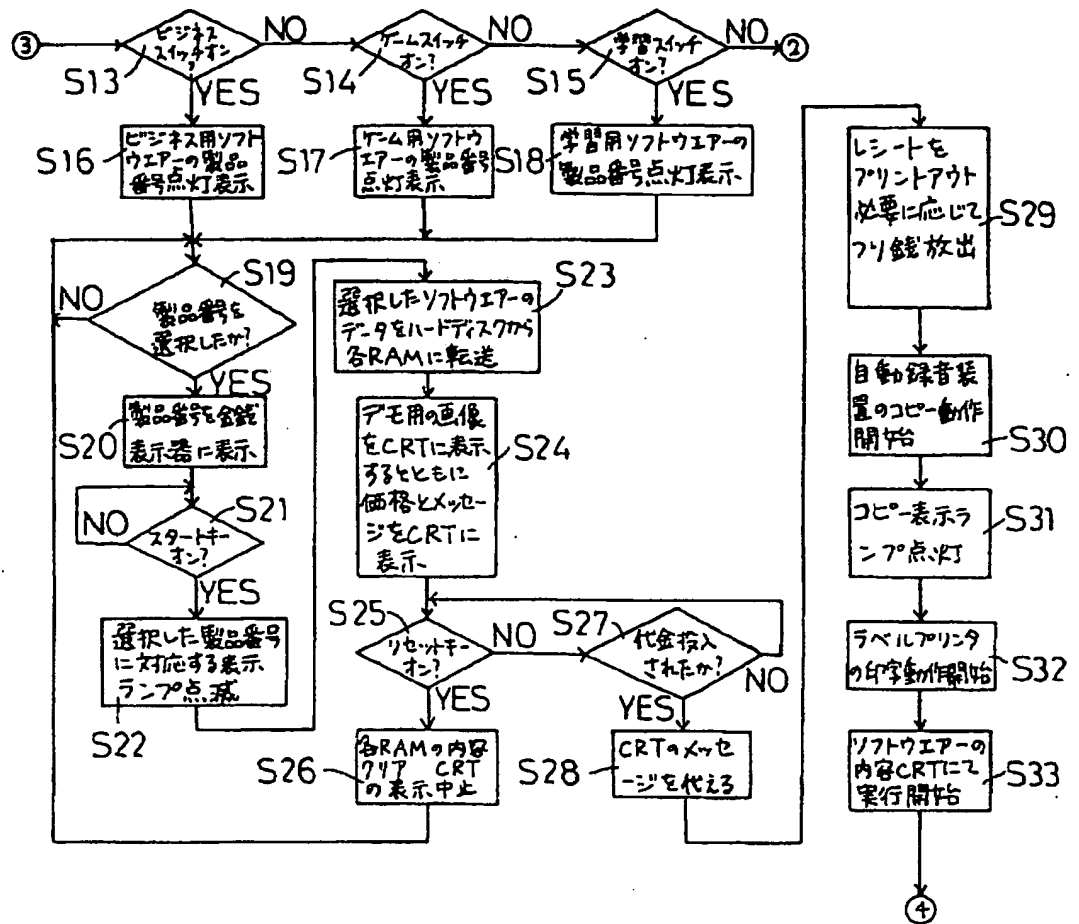 ③
ビジネス
スイッチオン
?
NO
S13
YES
ゲームスイッチ
オン?
NO
S14
YES
学習スイッチ
オン?
NO
②
S15
YES
S16
ビジネス用ソフト
ウエアーの製品
番号点灯表示
S17
ゲーム用ソフトウ
エアーの製品番号
点灯表示
S18
学習用ソフトウエアーの
製品番号点灯表示
S19
NO
製品番号を
選択したか?
YES
S20
製品番号を金銭
表示器に表示
S21
NO
スタートキー
オン?
YES
選択した製品番号
に対応する表示
ランプ点滅
S22
S23
選択したソフトウエアーの
データをハードディスクから
各RAMに転送
デモ用の画像
をCRTに表示
するとともに
価格とメッセー
ジをCRTに
表示
S24
S25
リセットキー
オン?
NO
YES
S26
各RAMの内容
クリア CRT
の表示中止
S27
代金投入
されたか?
NO
YES
S28
CRTのメッセ
ージを代える
レシートを
プリントアウト
必要に応じて
つり銭放出
S29
自動録音装
置のコピー動作
開始
S30
コピー表示ラ
ンプ点灯
S31
ラベルプリンタ
の印字動作開始
S32
ソフトウエアーの
内容CRTにて
実行開始
S33
④